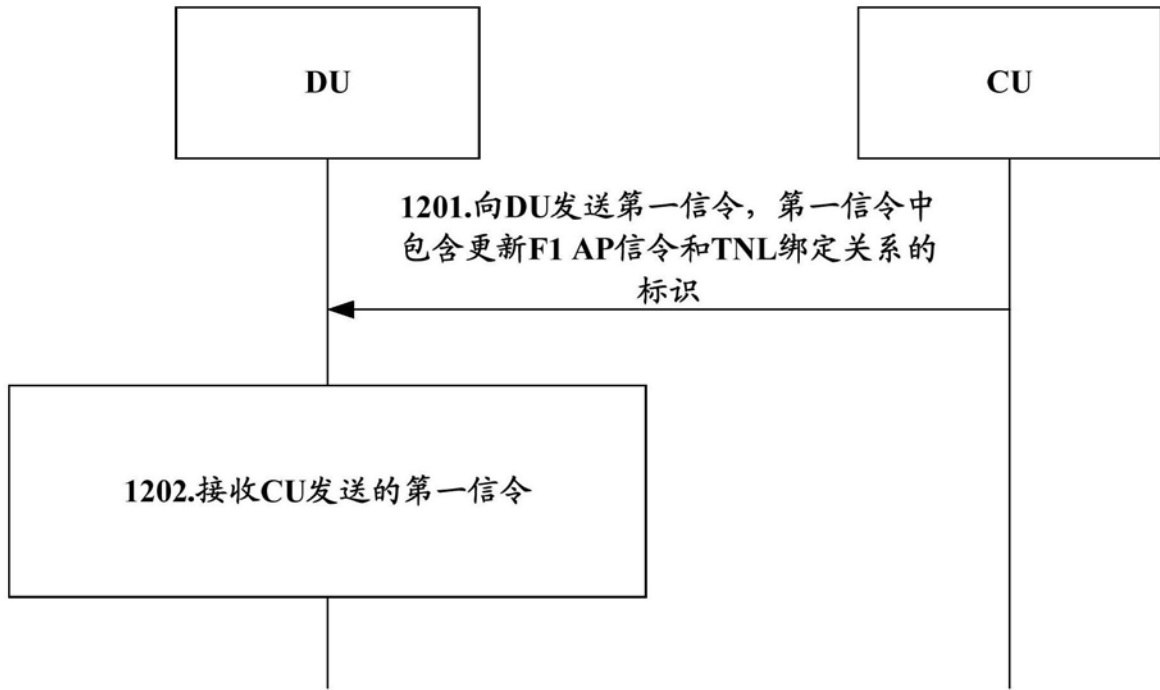 DU
CU
1201.向DU发送第一信令，第一信令中
包含更新F1 AP信令和TNL绑定关系的
标识
1202.接收CU发送的第一信令